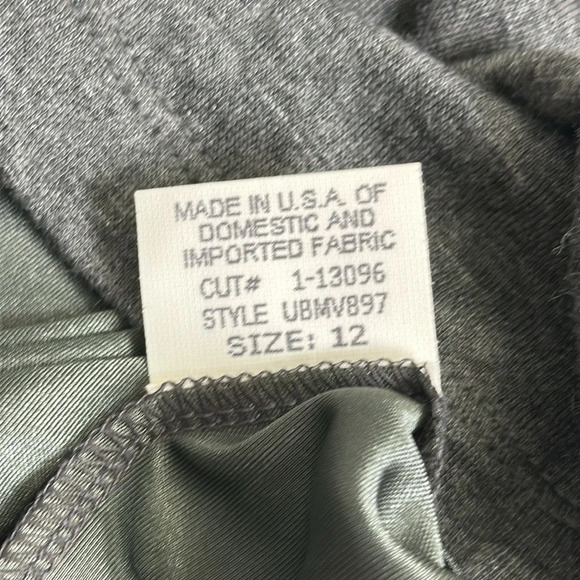 MADE IN U.S.A. OF
DOMESTIC AND
IMPORTED FABRIC
CUT# 1-13096
STYLE UBMV897
SIZE: 12